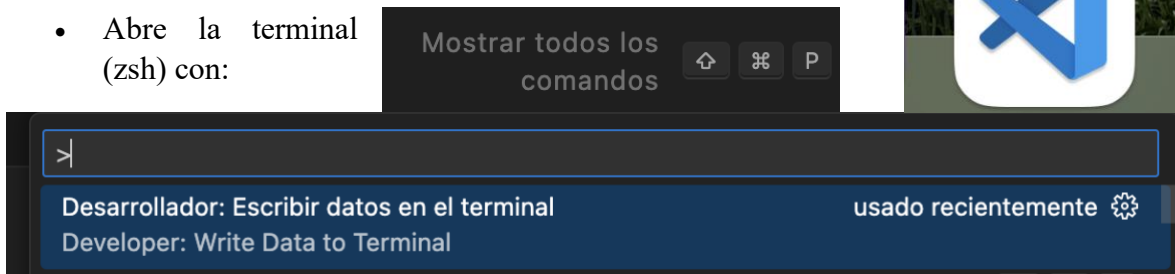 • Abre la terminal
(zsh) con:
Mostrar todos los
comandos
⇧ ⌘ P
>
Desarrollador: Escribir datos en el terminal
usado recientemente
Developer: Write Data to Terminal